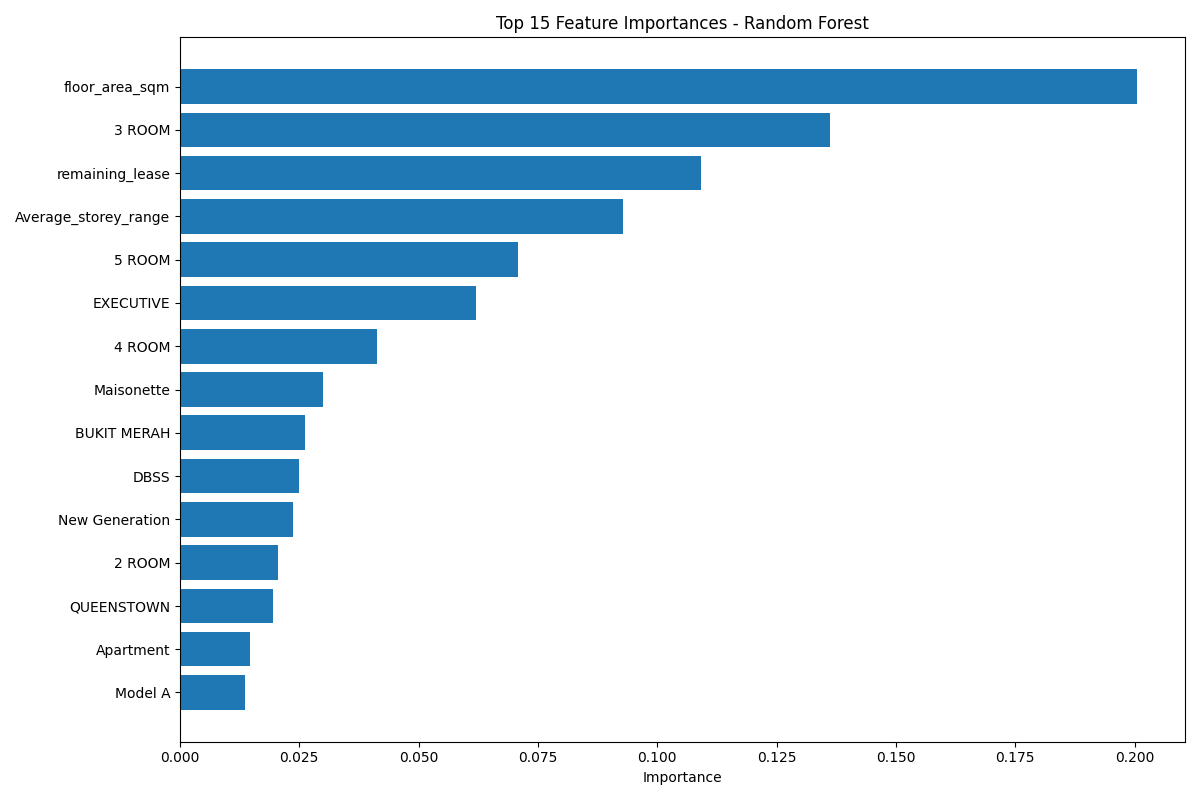 Top 15 Feature Importances - Random Forest
floor_area_sqm
3 ROOM
remaining_lease
Average_storey_range
5 ROOM
EXECUTIVE
4 ROOM
Maisonette
BUKIT MERAH
DBSS
New Generation
2 ROOM
QUEENSTOWN
Apartment
Model A
0.000 0.025 0.050 0.075 0.100 0.125 0.150 0.175 0.200
Importance